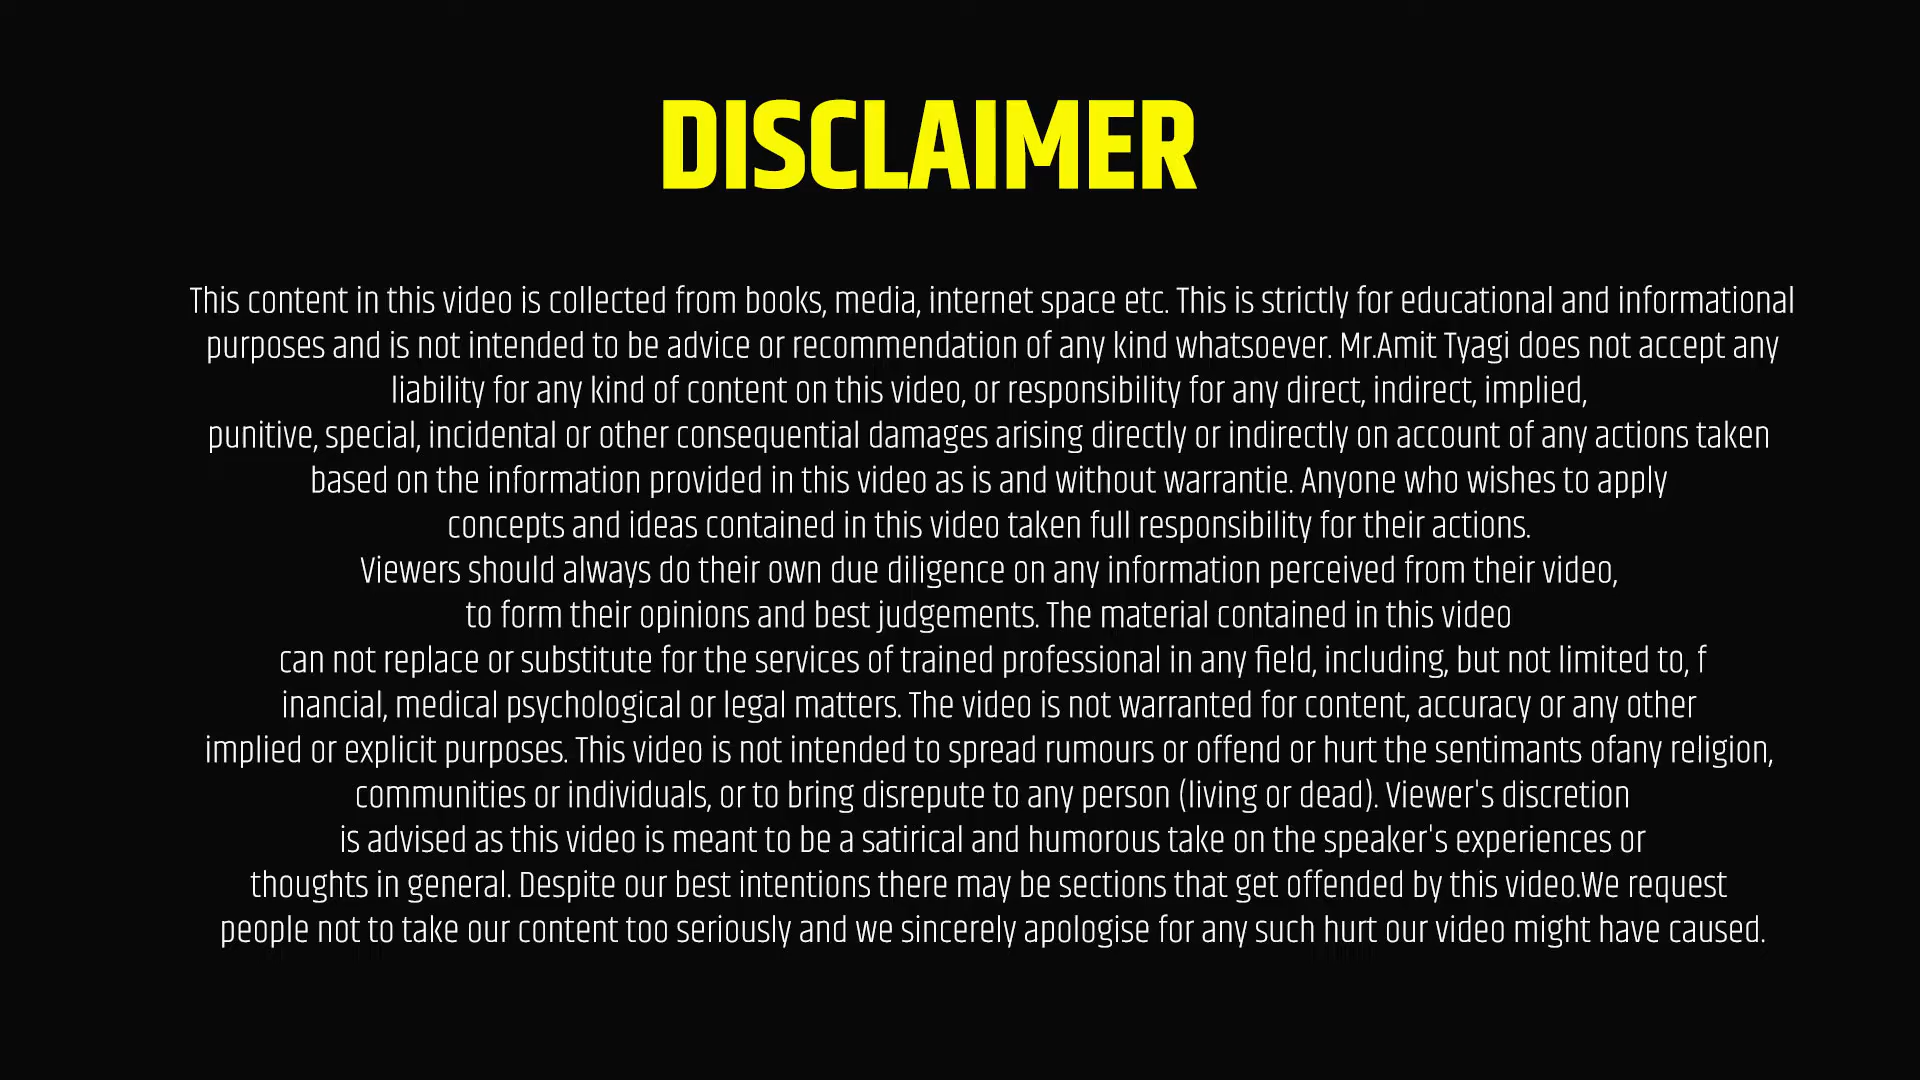 DISCLAIMER
This content in this video is collected from books, media, internet space etc. This is strictly for educational and informational
purposes and is not intended to be advice or recommendation of any kind whatsoever. Mr.Amit Tyagi does not accept any
liability for any kind of content on this video, or responsibility for any direct, indirect, implied,
punitive, special, incidental or other consequential damages arising directly or indirectly on account of any actions taken
based on the information provided in this video as is and without warrantie. Anyone who wishes to apply
concepts and ideas contained in this video taken full responsibility for their actions.
Viewers should always do their own due diligence on any information perceived from their video,
to form their opinions and best judgements. The material contained in this video
can not replace or substitute for the services of trained professional in any field, including, but not limited to, f
inancial, medical psychological or legal matters. The video is not warranted for content, accuracy or any other
implied or explicit purposes. This video is not intended to spread rumours or offend or hurt the sentimants ofany religion,
communities or individuals, or to bring disrepute to any person (living or dead). Viewer's discretion
is advised as this video is meant to be a satirical and humorous take on the speaker's experiences or
thoughts in general. Despite our best intentions there may be sections that get offended by this video.We request
people not to take our content too seriously and we sincerely apologise for any such hurt our video might have caused.